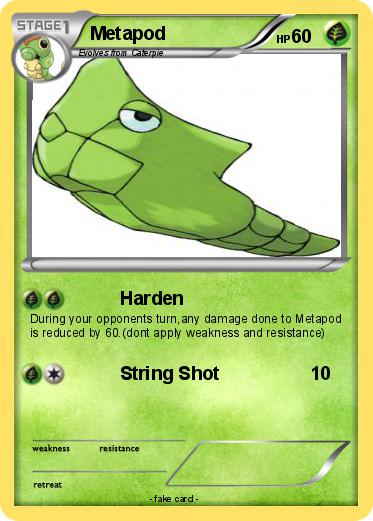 STAGE1 Metapod HP60
Evolves from Caterpie
Harden
During your opponents turn,any damage done to Metapod
is reduced by 60.(dont apply weakness and resistance)
String Shot 10
weakness resistance
retreat
- fake card -